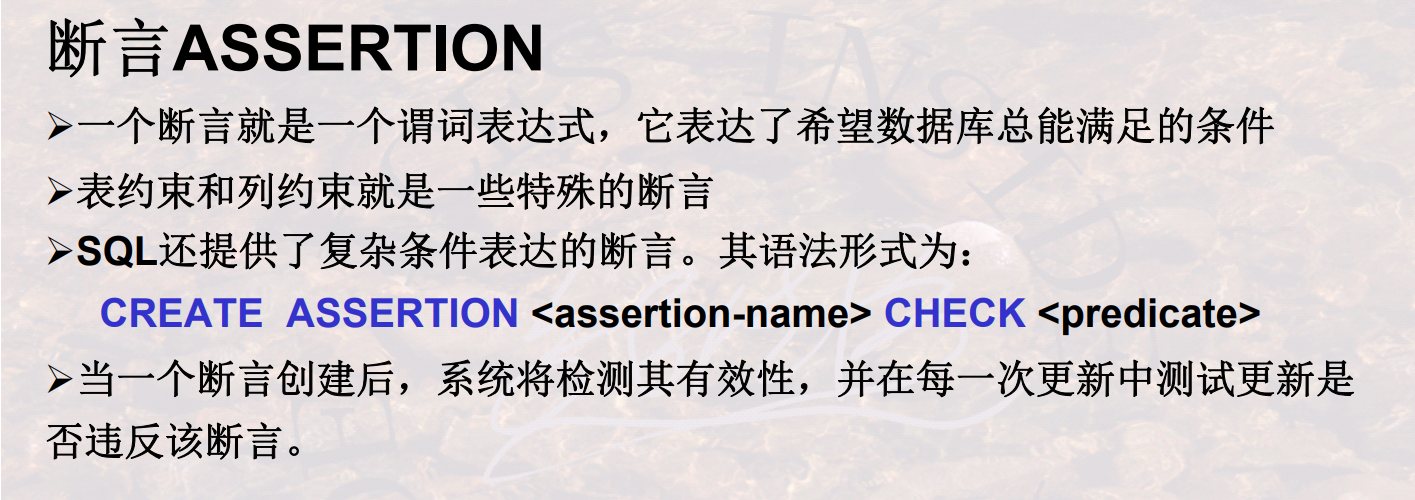 断言ASSERTION
➢一个断言就是一个谓词表达式，它表达了希望数据库总能满足的条件
➢表约束和列约束就是一些特殊的断言
➢SQL还提供了复杂条件表达的断言。其语法形式为：
CREATE ASSERTION <assertion-name> CHECK <predicate>
➢当一个断言创建后，系统将检测其有效性，并在每一次更新中测试更新是
否违反该断言。